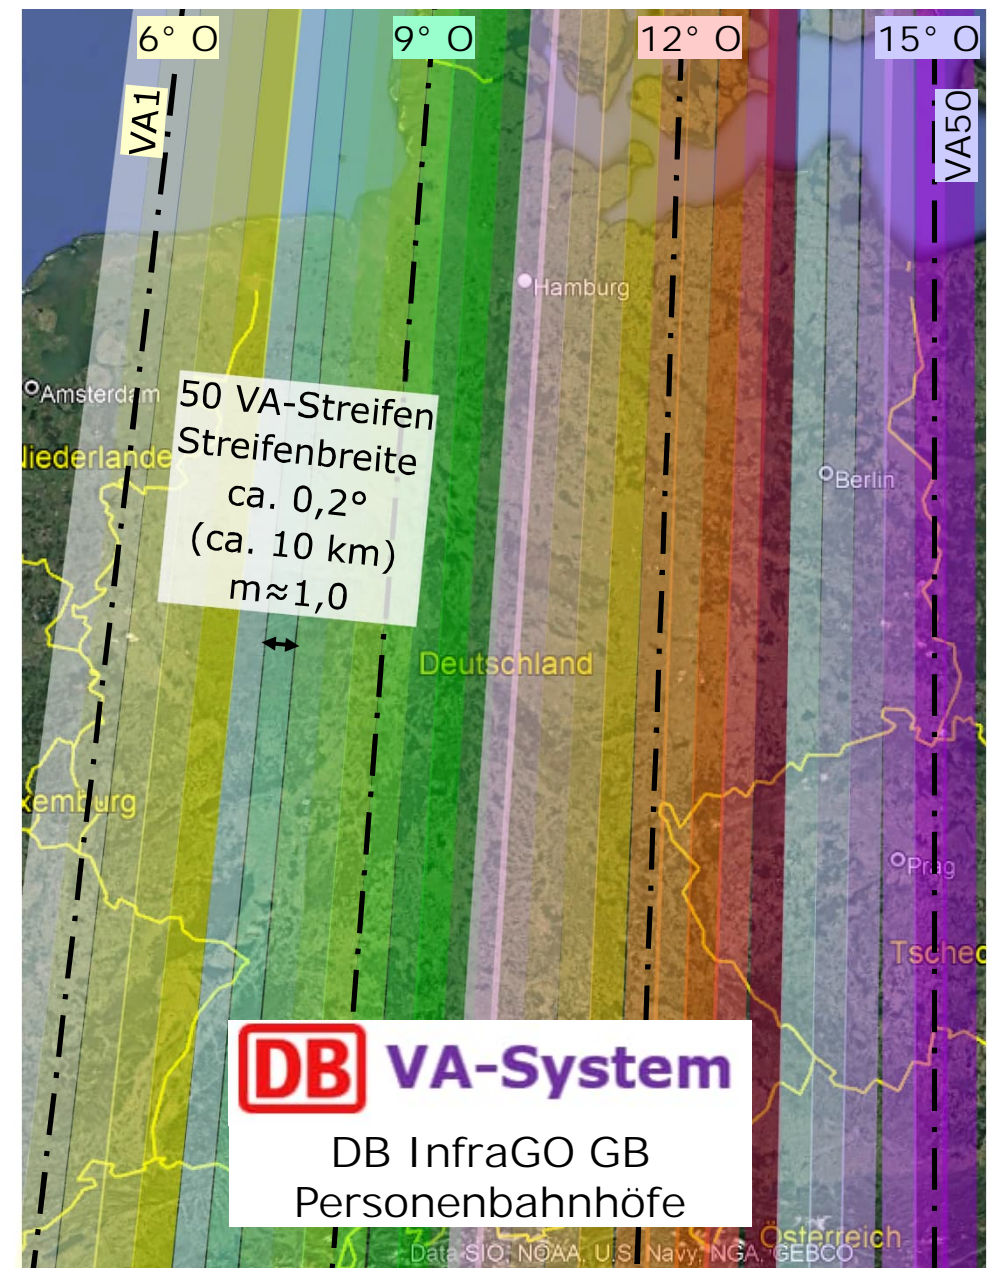 6° O
9° O
12° O
15° O
VA1
VA50
Hamburg
Amsterdam
50 VA-Streifen
Streifenbreite
ca. 0,2°
(ca. 10 km)
m≈1,0
Niederlande
Berlin
Deutschland
xemburg
Prag
Tschec
DB VA-System
DB InfraGO GB
Personenbahnhöfe
Österreich
Data SIO, NOAA, U.S. Navy, NGA, GEBCO